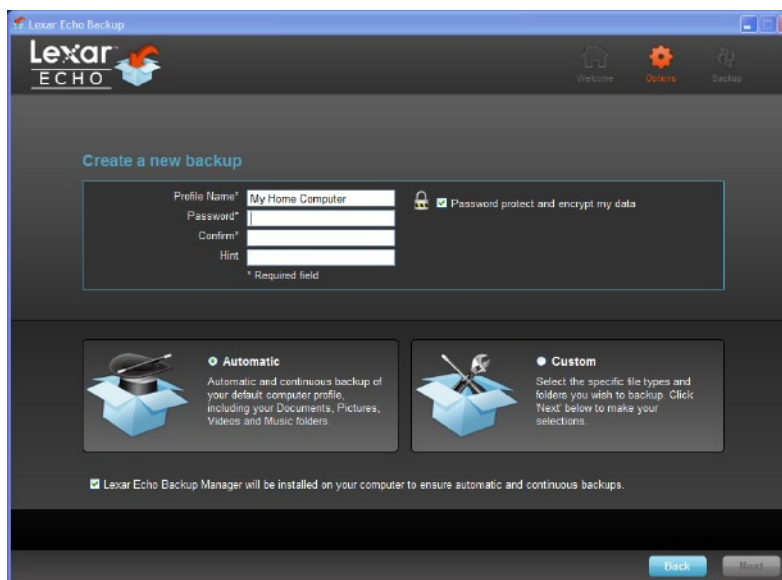 Lexar Echo Backup
Lexar
ECHO
Welcome
Options
Backup
Create a new backup
Profile Name*
My Home Computer
Password protect and encrypt my data
Password*
Confirm*
Hint
* Required field
Automatic
Automatic and continuous backup of
your default computer profile,
including your Documents, Pictures,
Videos and Music folders.
Custom
Select the specific file types and
folders you wish to backup. Click
'Next' below to make your
selections.
Lexar Echo Backup Manager will be installed on your computer to ensure automatic and continuous backups.
Back
Next